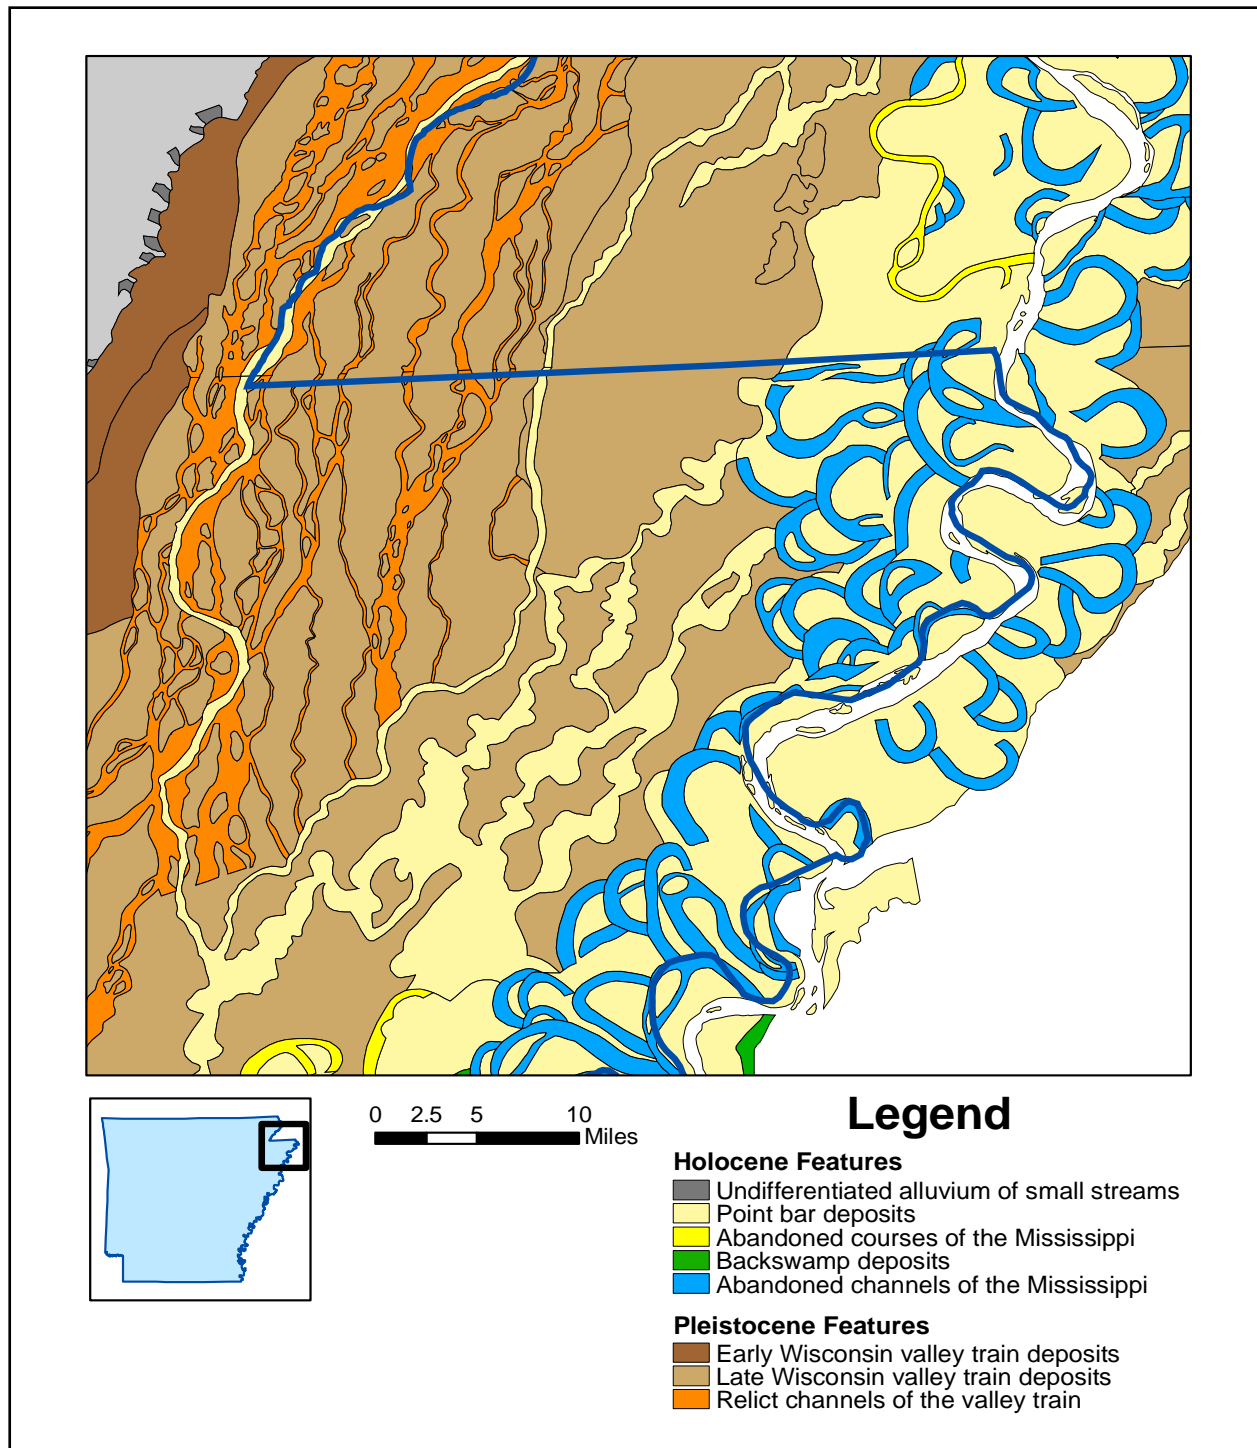 0 2.5 5 10
Miles
Legend
Holocene Features
Undifferentiated alluvium of small streams
Point bar deposits
Abandoned courses of the Mississippi
Backswamp deposits
Abandoned channels of the Mississippi
Pleistocene Features
Early Wisconsin valley train deposits
Late Wisconsin valley train deposits
Relict channels of the valley train